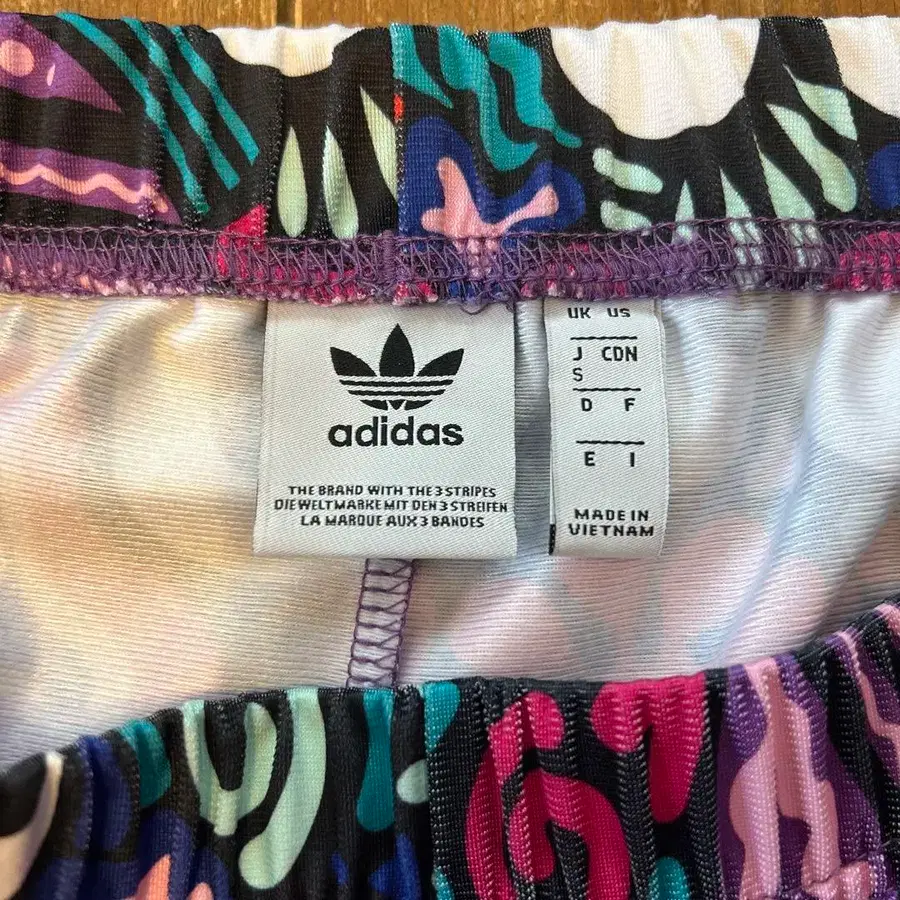 adidas
THE BRAND WITH THE 3 STRIPES
DIE WELTMARKE MIT DEN 3 STREIFEN
LA MARQUE AUX 3 BANDES
UK US
J CDN
S
D F
E I
MADE IN
VIETNAM